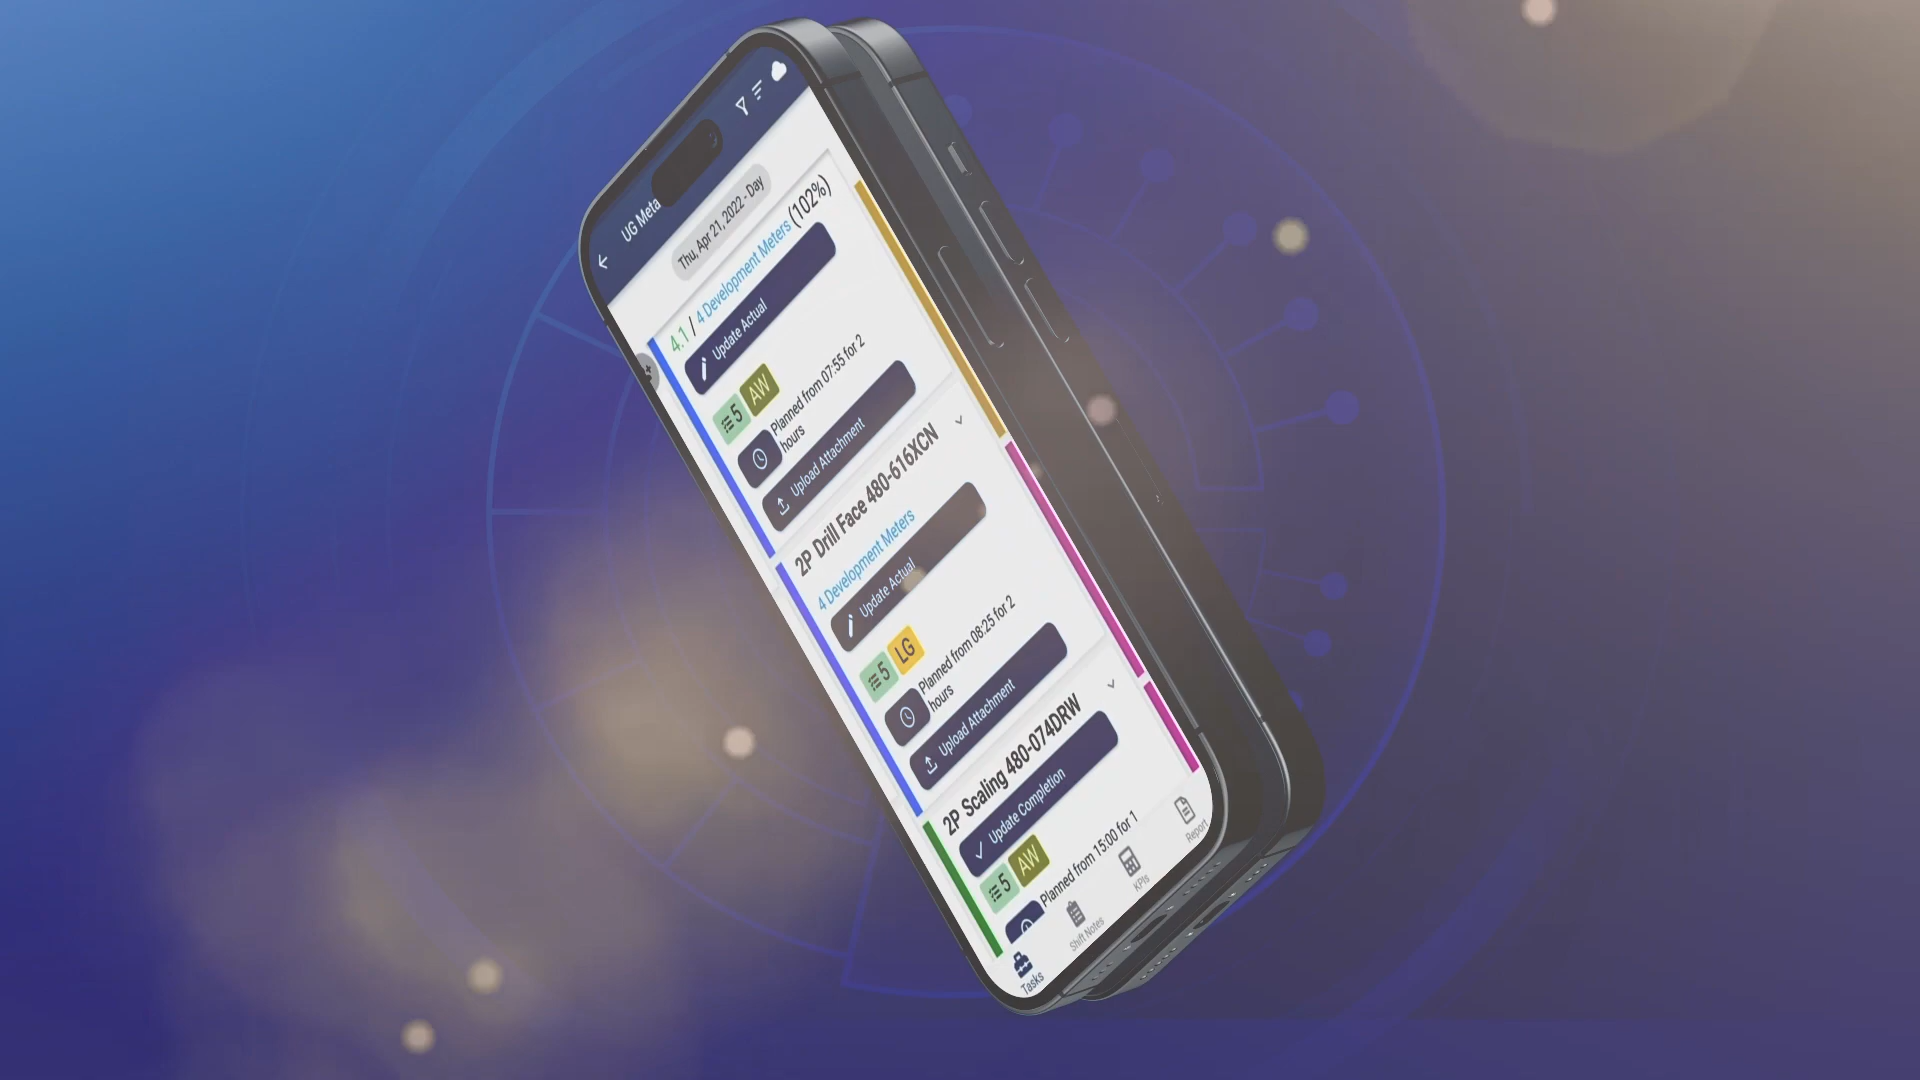 UG Meta
Thu, Apr 21, 2022 - Day
4.1 / 4 Development Meters (102%)
Update Actual
5 AW
Planned from 07:55 for 2
hours
Upload Attachment
2P Drill Face 480-616XCN
4 Development Meters
Update Actual
5 LG
Planned from 08:25 for 2
hours
Upload Attachment
2P Scaling 480-074DRW
Update Completion
5 AW
Planned from 15:00 for 1
Tasks
Shift Notes
KPIs
Report